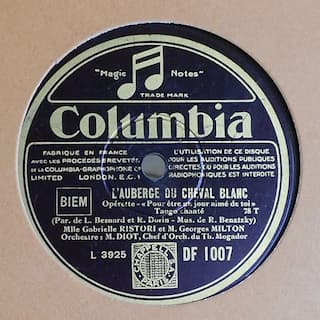 "Magic Notes"
TRADE MARK
Columbia
FABRIQUE EN FRANCE
AVEC LES PROCÉDÉS BREVETÉS
DE LA COLUMBIA-GRAPHOPHONE C°
LIMITED LONDON. E.C.1
L'UTILISATION DE CE
POUR LES AUDITIONS PUBLIQUES
DIRECTES OU POUR LES AUDITIONS
RADIOPHONIQUES EST INTERDITE
BIEM
L'AUBERGE DU CHEVAL BLANC
Opérette - « Pour être un jour aimé de toi »
Tango chanté 78 T
(Par. de L. Besnard et R. Dorin - Mus. de R. Benatzky)
Mlle Gabrielle RISTORI et M. Georges MILTON
Orchestre : M. DIOT, Chef d'Orch. du Th. Mogador
L 3925
CHAPPELL
PARIS
DF 1007